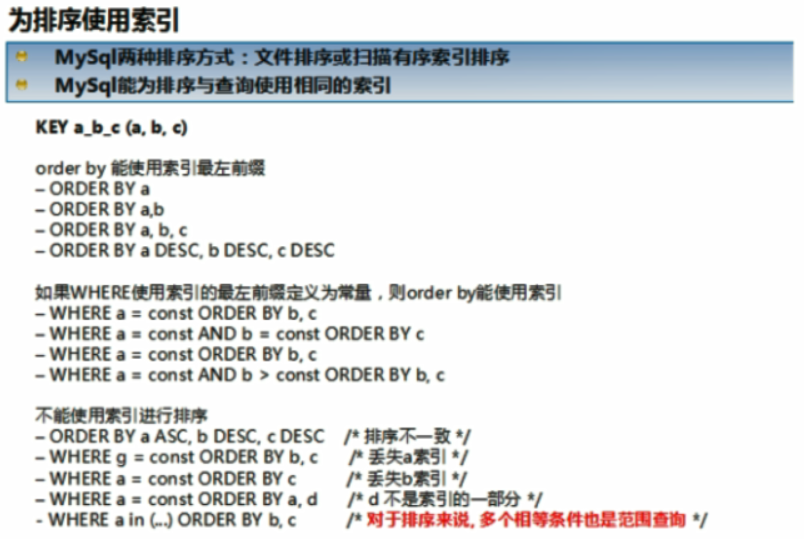 为排序使用索引
MySql两种排序方式：文件排序或扫描有序索引排序
MySql能为排序与查询使用相同的索引
KEY a_b_c (a, b, c)
order by 能使用索引最左前缀
– ORDER BY a
– ORDER BY a,b
– ORDER BY a, b, c
– ORDER BY a DESC, b DESC, c DESC
如果WHERE使用索引的最左前缀定义为常量，则order by能使用索引
– WHERE a = const ORDER BY b, c
– WHERE a = const AND b = const ORDER BY c
– WHERE a = const ORDER BY b, c
– WHERE a = const AND b > const ORDER BY b, c
不能使用索引进行排序
– ORDER BY a ASC, b DESC, c DESC /* 排序不一致 */
– WHERE g = const ORDER BY b, c /* 丢失a索引 */
– WHERE a = const ORDER BY c /* 丢失b索引 */
– WHERE a = const ORDER BY a, d /* d 不是索引的一部分 */
- WHERE a in (...) ORDER BY b, c /* 对于排序来说, 多个相等条件也是范围查询 */